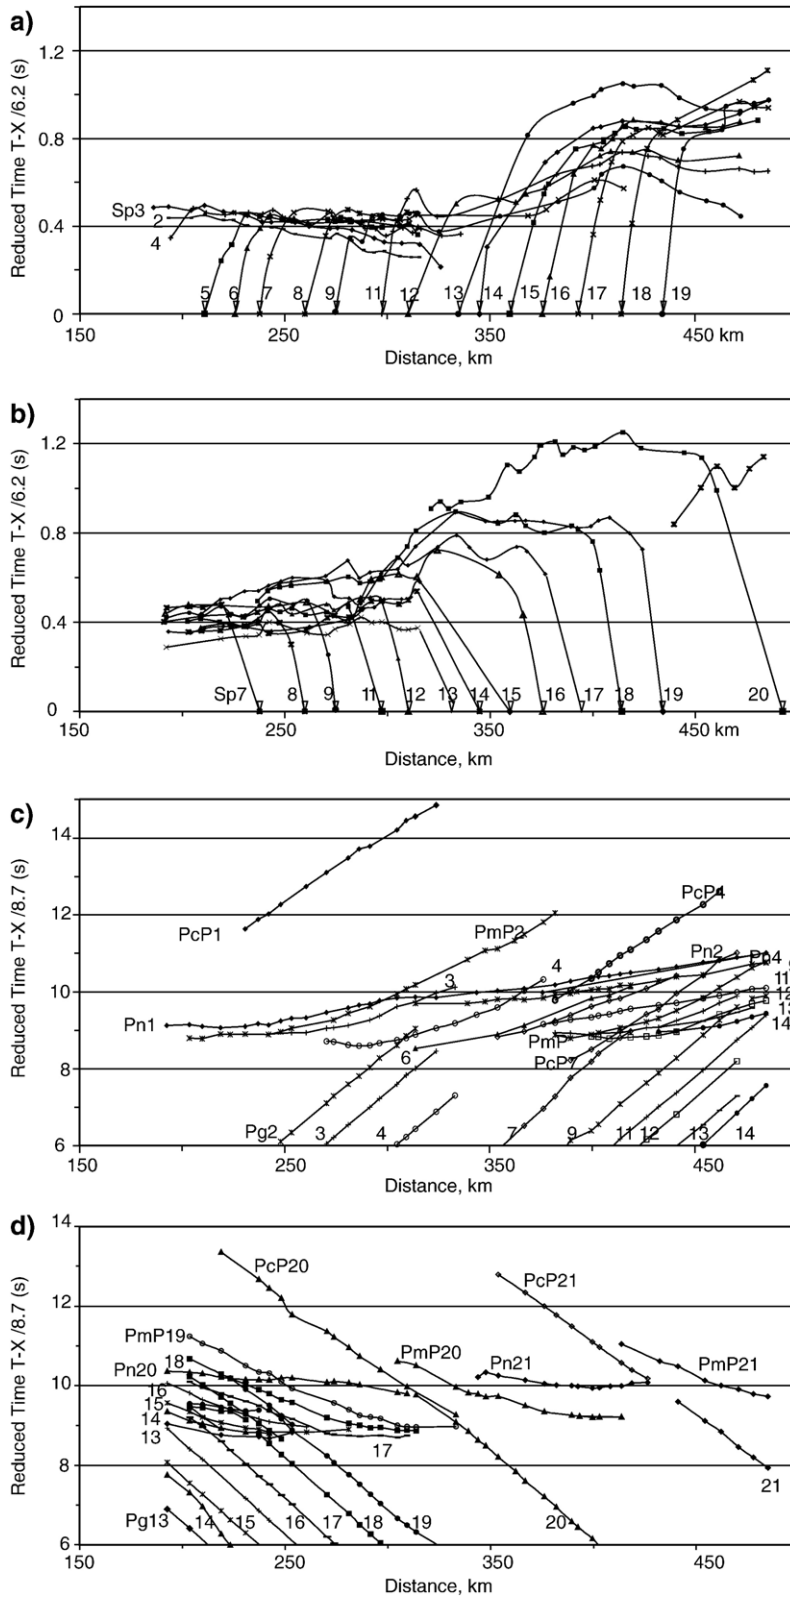 a)
Reduced Time T-X /6.2 (s)
1.2
0.8
0.4
0
Sp3
2
4
5 6 7 8 9 11 12 13 14 15 16 17 18 19
150 250 350 450 km
Distance, km
b)
Reduced Time T-X /6.2 (s)
1.2
0.8
0.4
0
Sp7 8 9 11 12 13 14 15 16 17 18 19 20
150 250 350 450 km
Distance, km
c)
Reduced Time T-X /8.7 (s)
14
12
10
8
6
PcP1
PcP4
PmP2
Pn2
4
3
11
12
13
14
Pn1
PmP
PcP7
6
Pg2 3 4 7 9 11 12 13 14
150 250 350 450
Distance, km
d)
Reduced Time T-X /8.7 (s)
14
12
10
8
6
PcP20
PcP21
PmP19
PmP20
Pn21
PmP21
18
Pn20
16
15
14
13
17
21
Pg13 14 15 16 17 18 19 20
150 250 350 450
Distance, km